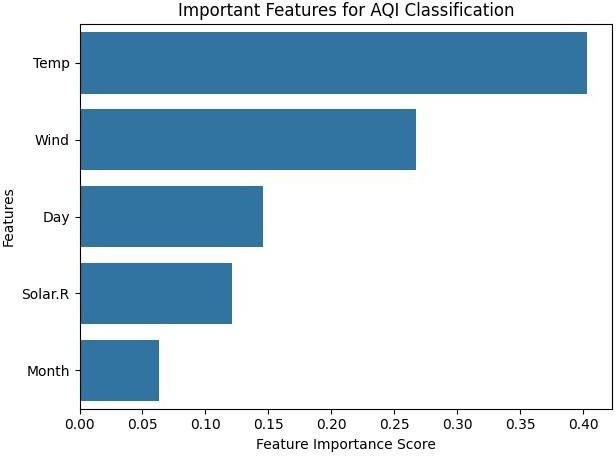 Important Features for AQI Classification
Features
Temp
Wind
Day
Solar.R
Month
0.00 0.05 0.10 0.15 0.20 0.25 0.30 0.35 0.40
Feature Importance Score